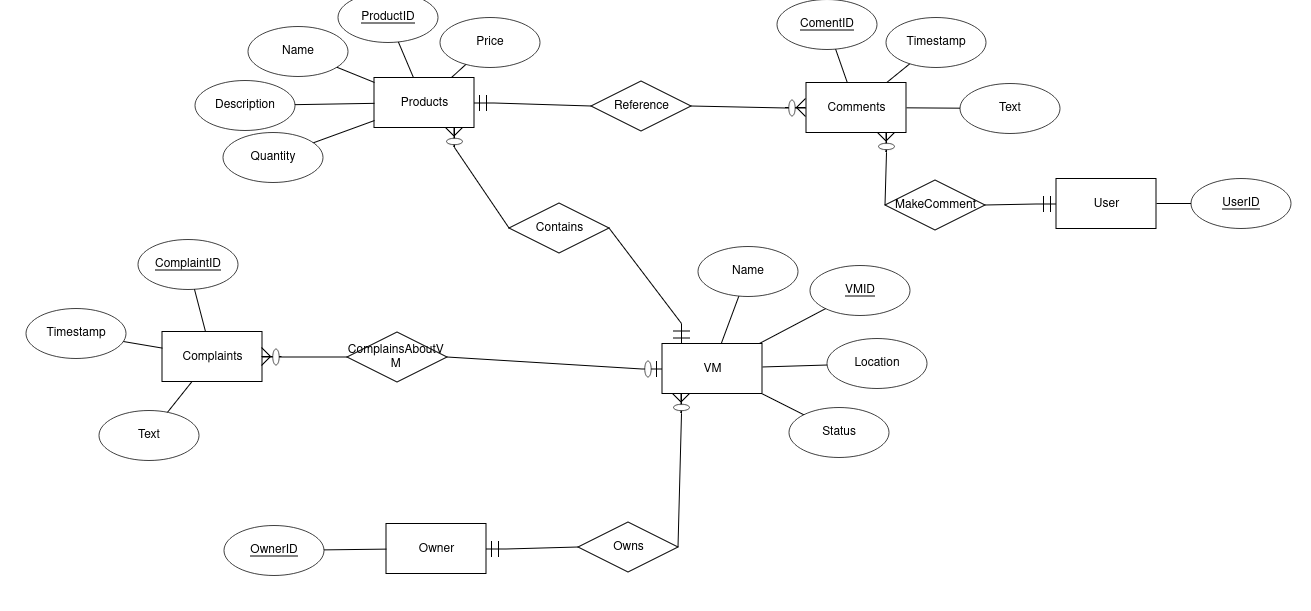 ProductID
Price
Name
Description
Quantity
Products
Reference
ComentID
Timestamp
Text
Comments
MakeComment
User
UserID
Contains
ComplaintID
Timestamp
Text
Complaints
ComplainsAboutV
M
Name
VMID
Location
Status
VM
OwnerID
Owner
Owns